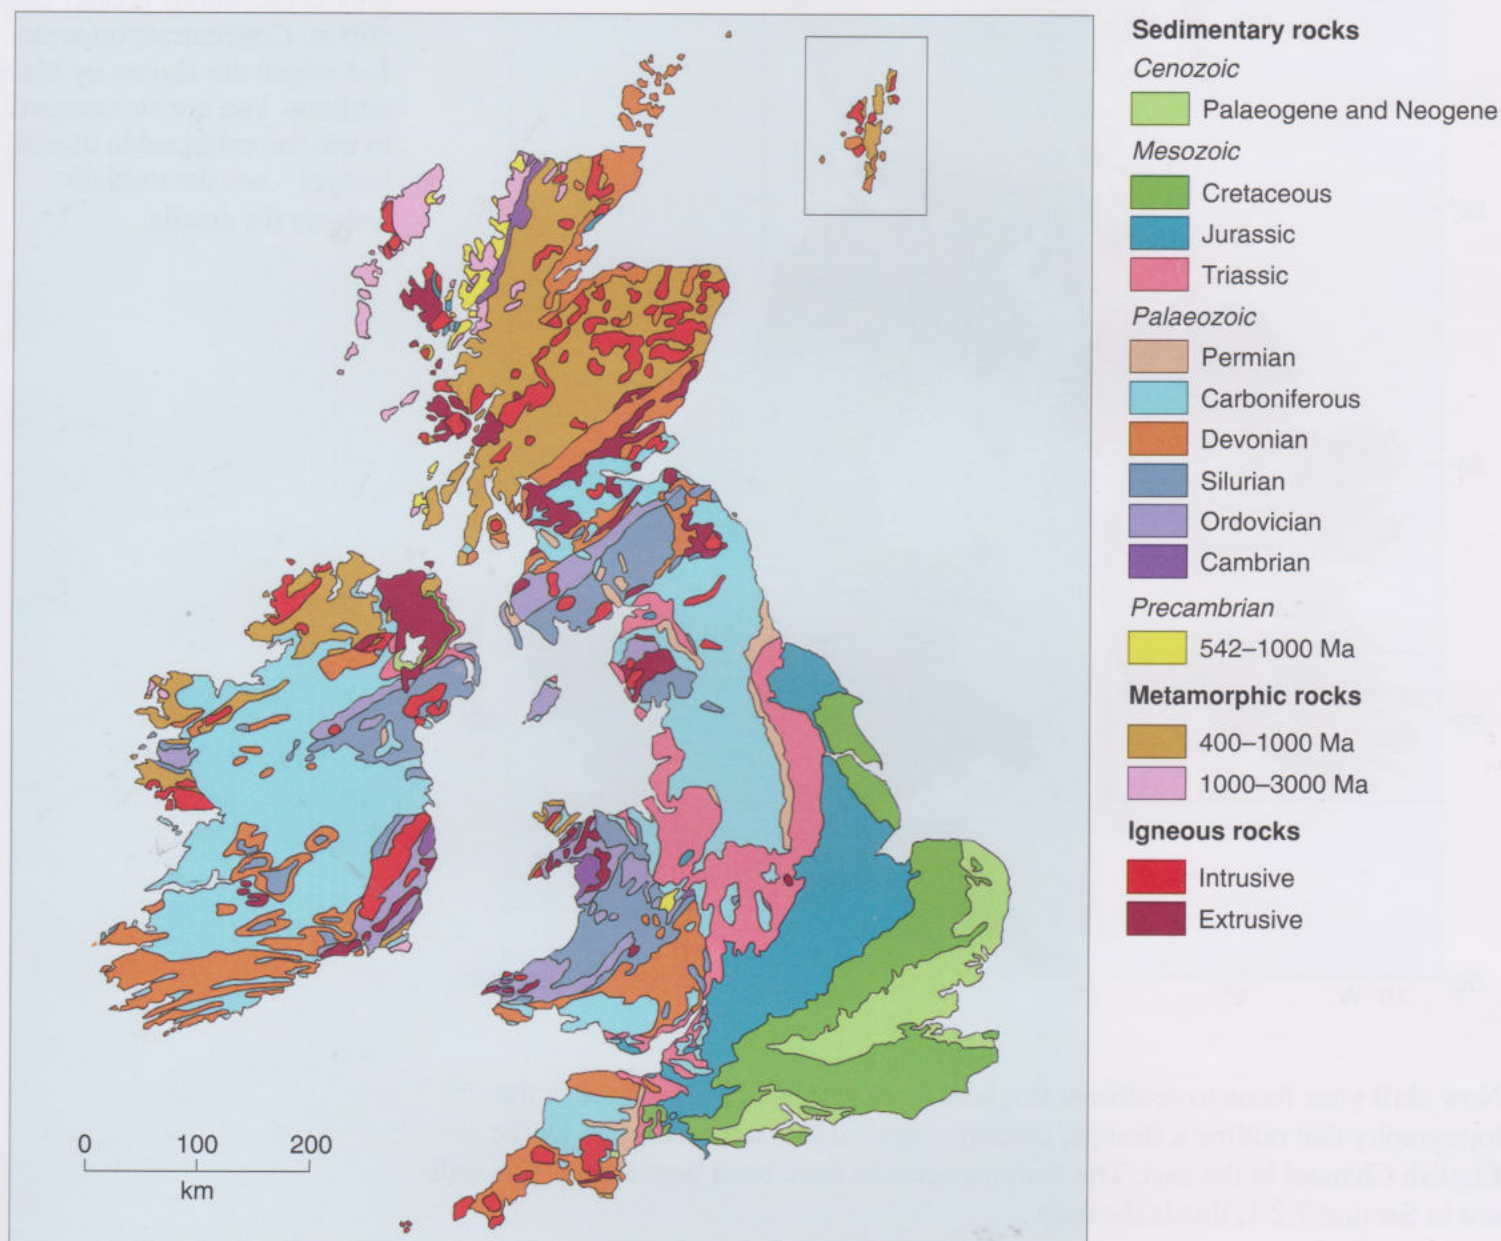 Sedimentary rocks
Cenozoic
Palaeogene and Neogene
Mesozoic
Cretaceous
Jurassic
Triassic
Palaeozoic
Permian
Carboniferous
Devonian
Silurian
Ordovician
Cambrian
Precambrian
542–1000 Ma
Metamorphic rocks
400–1000 Ma
1000–3000 Ma
Igneous rocks
Intrusive
Extrusive
0 100 200
km